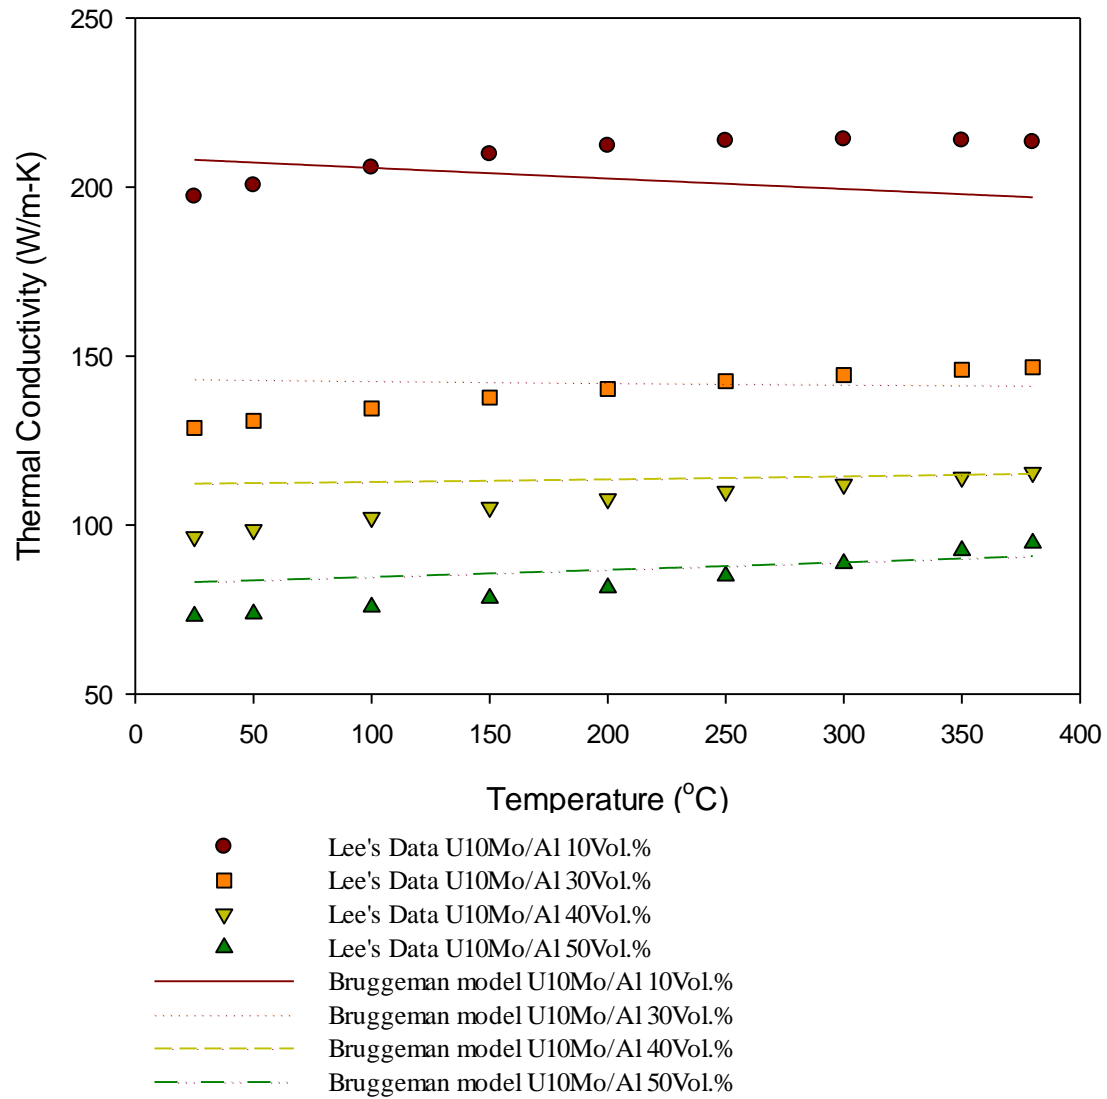 250
200
150
100
50
Thermal Conductivity (W/m-K)
0 50 100 150 200 250 300 350 400
Temperature (°C)
Lee's Data U10Mo/Al 10Vol.%
Lee's Data U10Mo/Al 30Vol.%
Lee's Data U10Mo/Al 40Vol.%
Lee's Data U10Mo/Al 50Vol.%
Bruggeman model U10Mo/Al 10Vol.%
Bruggeman model U10Mo/Al 30Vol.%
Bruggeman model U10Mo/Al 40Vol.%
Bruggeman model U10Mo/Al 50Vol.%